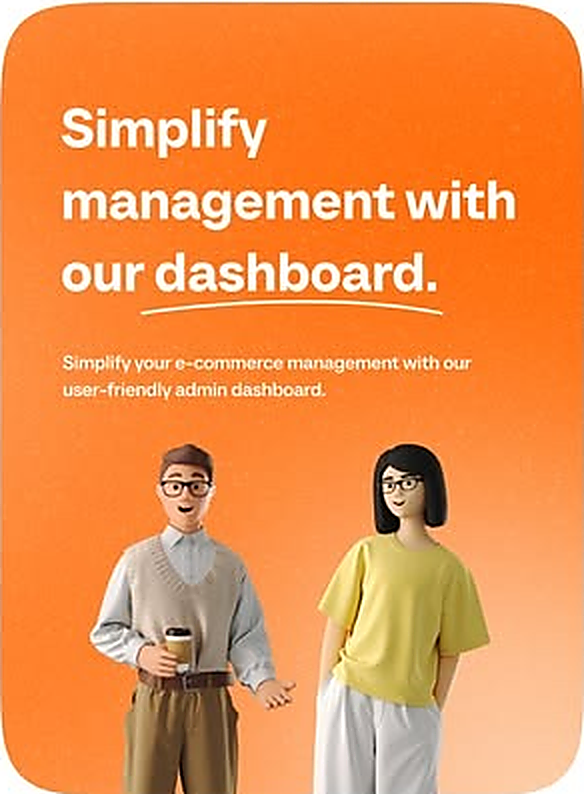 Simplify
management with
our dashboard.
Simplify your e-commerce management with our
user-friendly admin dashboard.